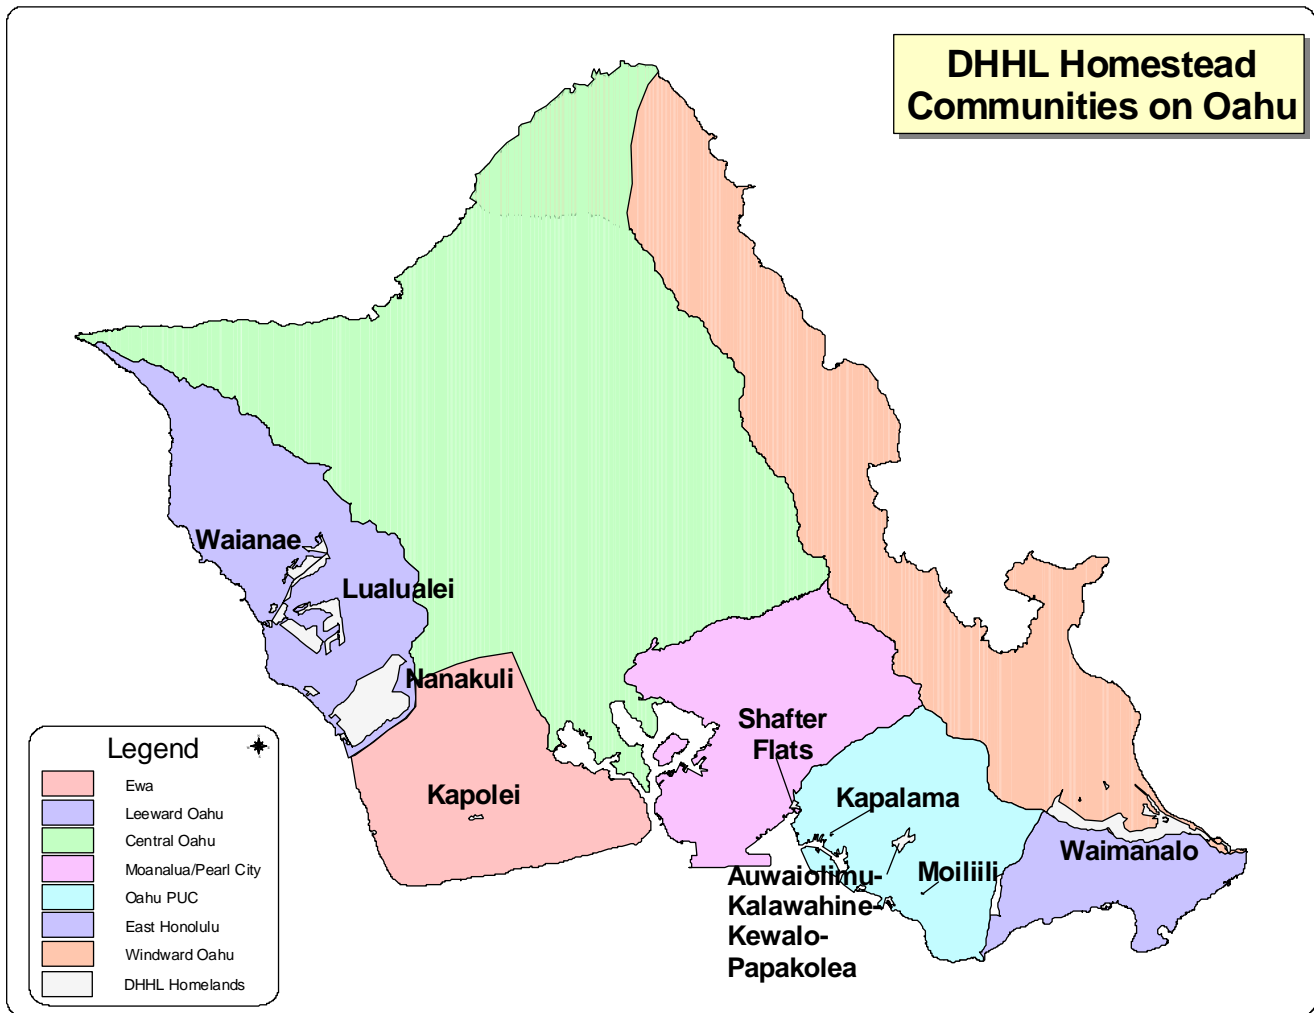 DHHL Homestead
Communities on Oahu
Waianae
Lualualei
Nanakuli
Shafter
Flats
Kapolei
Kapalama
Waimanalo
Moiliili
Auwaiolimu-
Kalawahine-
Kewalo-
Papakolea
Legend
Ewa
Leeward Oahu
Central Oahu
Moanalua/Pearl City
Oahu PUC
East Honolulu
Windward Oahu
DHHL Homelands